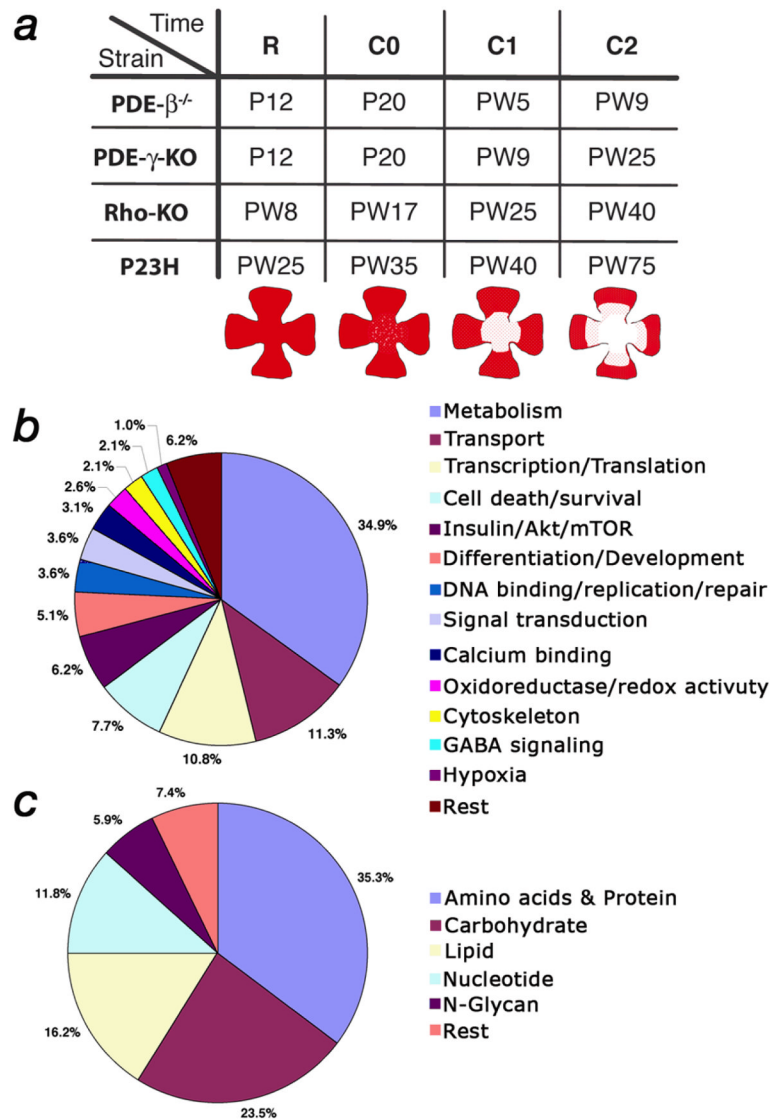 a
Time
Strain
R C0 C1 C2
PDE-β-/- P12 P20 PW5 PW9
PDE-γ-KO P12 P20 PW9 PW25
Rho-KO PW8 PW17 PW25 PW40
P23H PW25 PW35 PW40 PW75
b
34.9%
11.3%
10.8%
7.7%
6.2%
5.1%
3.6%
3.6%
3.1%
2.6%
2.1%
2.1%
1.0%
6.2%
Metabolism
Transport
Transcription/Translation
Cell death/survival
Insulin/Akt/mTOR
Differentiation/Development
DNA binding/replication/repair
Signal transduction
Calcium binding
Oxidoreductase/redox activuty
Cytoskeleton
GABA signaling
Hypoxia
Rest
c
35.3%
23.5%
16.2%
11.8%
5.9%
7.4%
Amino acids & Protein
Carbohydrate
Lipid
Nucleotide
N-Glycan
Rest